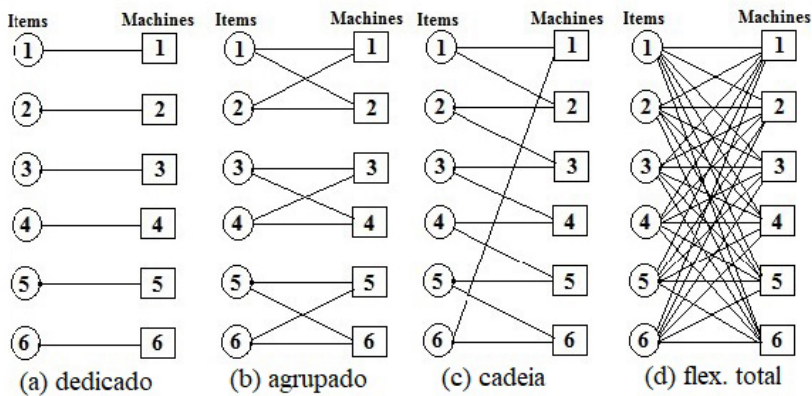 Items Machines Items Machines Items Machines Items Machines
1 1 1 1 1 1 1 1
2 2 2 2 2 2 2 2
3 3 3 3 3 3 3 3
4 4 4 4 4 4 4 4
5 5 5 5 5 5 5 5
6 6 6 6 6 6 6 6
(a) dedicado (b) agrupado (c) cadeia (d) flex. total